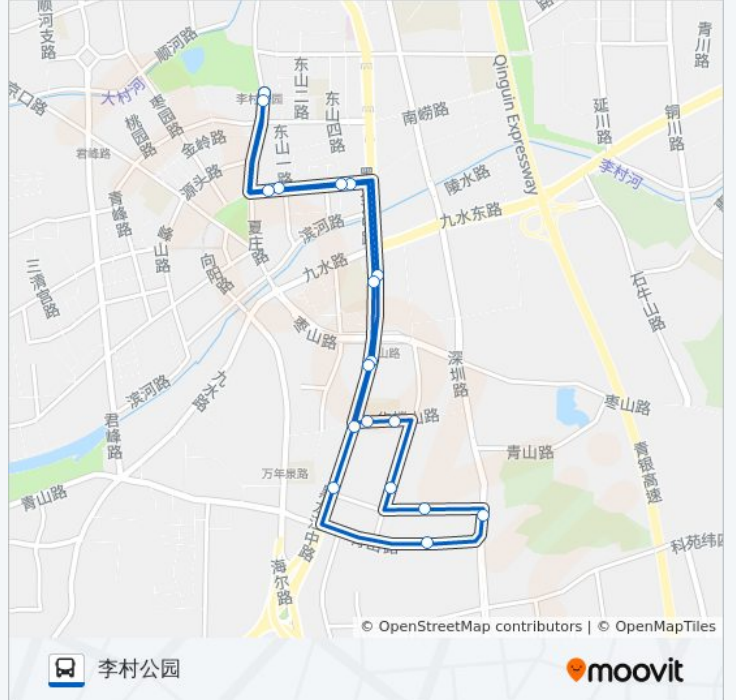 顺河支路
顺河路
青川路
京口路
大村河
枣园路
东山二路
Qinguin Expressway
李村公园
东山四路
南崂路
延川路
铜川路
桃园路
金岭路
东山一路
君峰路
源头路
陵水路
李村河
青峰路
夏庄路
滨河路
九水东路
向阳路
九水路
三清宫路
石牛山路
枣山路
山路
深圳路
滨河路
九水路
枣山路
君峰路
山路
青山路
青银高速
万年泉路
青山路
中路
海尔路
科苑纬四
© OpenStreetMap contributors | © OpenMapTiles
李村公园
moovit